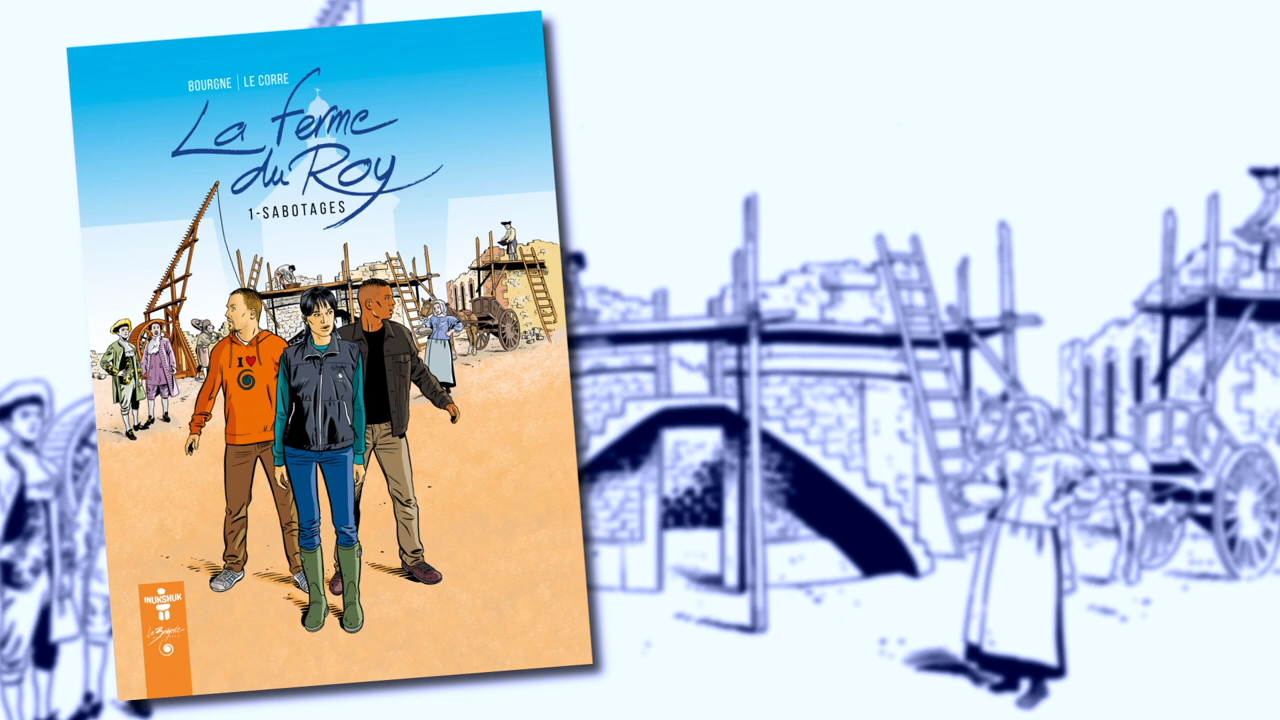 BOURGNE | LE CORRE
La ferme
du Roy
1-SABOTAGES
I ♥
INUKSHUK